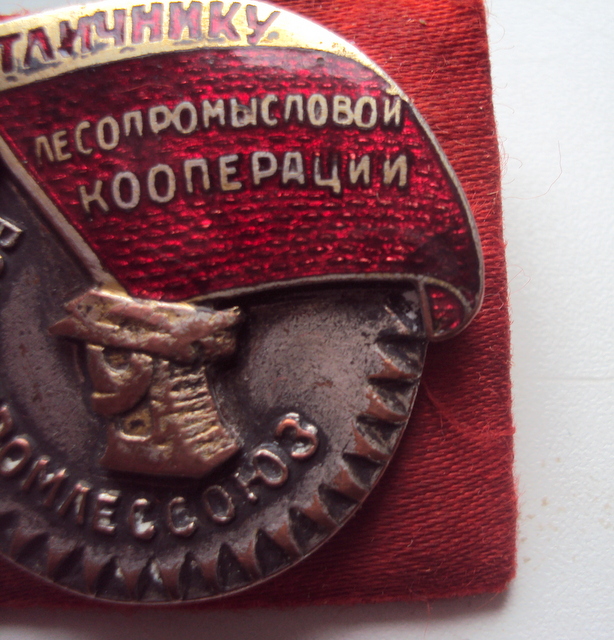 ТЛИЧНИКУ
ЛЕСОПРОМЫСЛОВОЙ
КООПЕРАЦИИ
В
ОМЛЕССОЮЗ